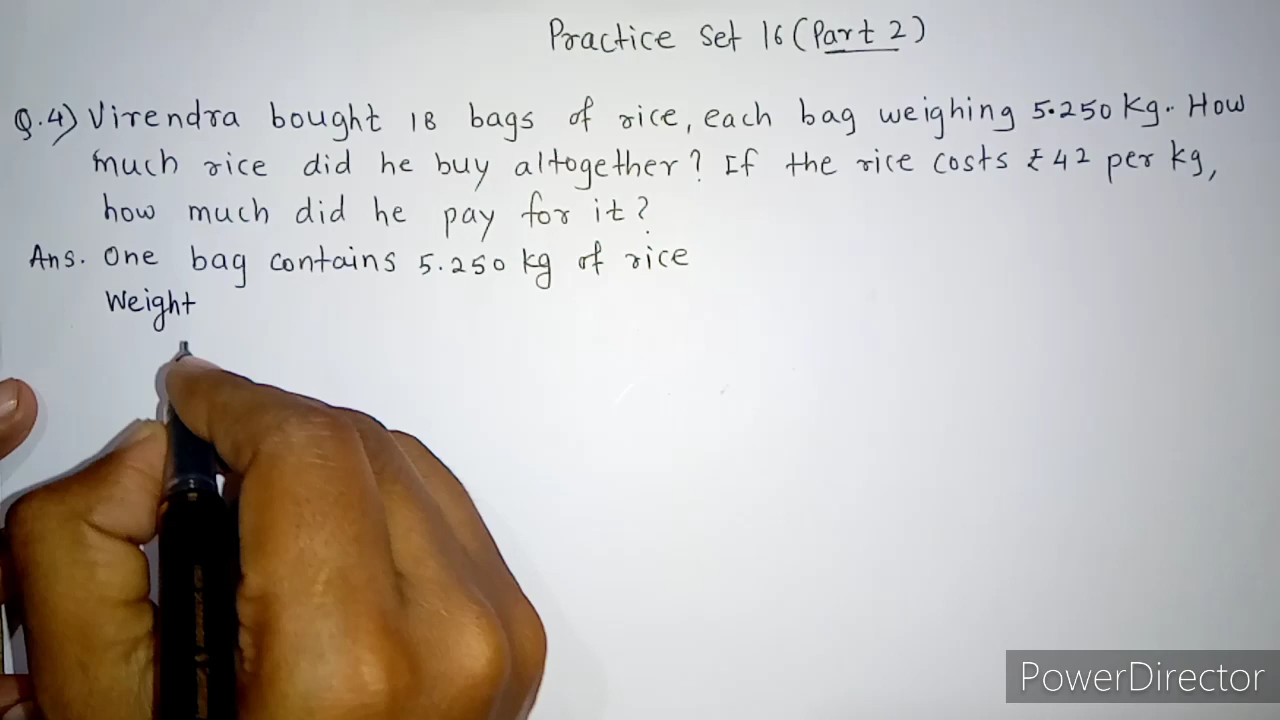 Practice Set 16 (Part 2)
Q.4) Virendra bought 18 bags of rice, each bag weighing 5.250 kg. How
much rice did he buy altogether? If the rice costs ₹42 per kg,
how much did he pay for it?
Ans. One bag contains 5.250 kg of rice
Weight
PowerDirector